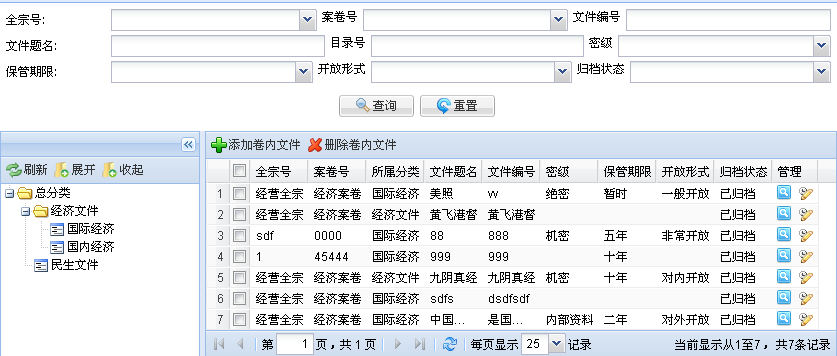 全宗号: 案卷号 文件编号
文件题名: 目录号 密级
保管期限: 开放形式 归档状态
查询 重置
刷新 展开 收起
总分类
经济文件
国际经济
国内经济
民生文件
添加卷内文件 删除卷内文件
全宗号 案卷号 所属分类 文件题名 文件编号 密级 保管期限 开放形式 归档状态 管理
1 经营全宗 经济案卷 国际经济 美照 vv 绝密 暂时 一般开放 已归档
2 经营全宗 经济案卷 经济文件 黄飞港督 黄飞港督 已归档
3 sdf 0000 国际经济 88 888 机密 五年 非常开放 已归档
4 1 45444 国际经济 999 999 十年 已归档
5 经营全宗 经济案卷 经济文件 九阴真经 九阴真经 机密 十年 对内开放 已归档
6 经营全宗 经济案卷 国际经济 sdfs dsdfsdf 已归档
7 经营全宗 经济案卷 国际经济 中国... 是国... 内部资料 二年 对外开放 已归档
第 1 页，共 1 页 每页显示 25 记录 当前显示从1至7，共7条记录